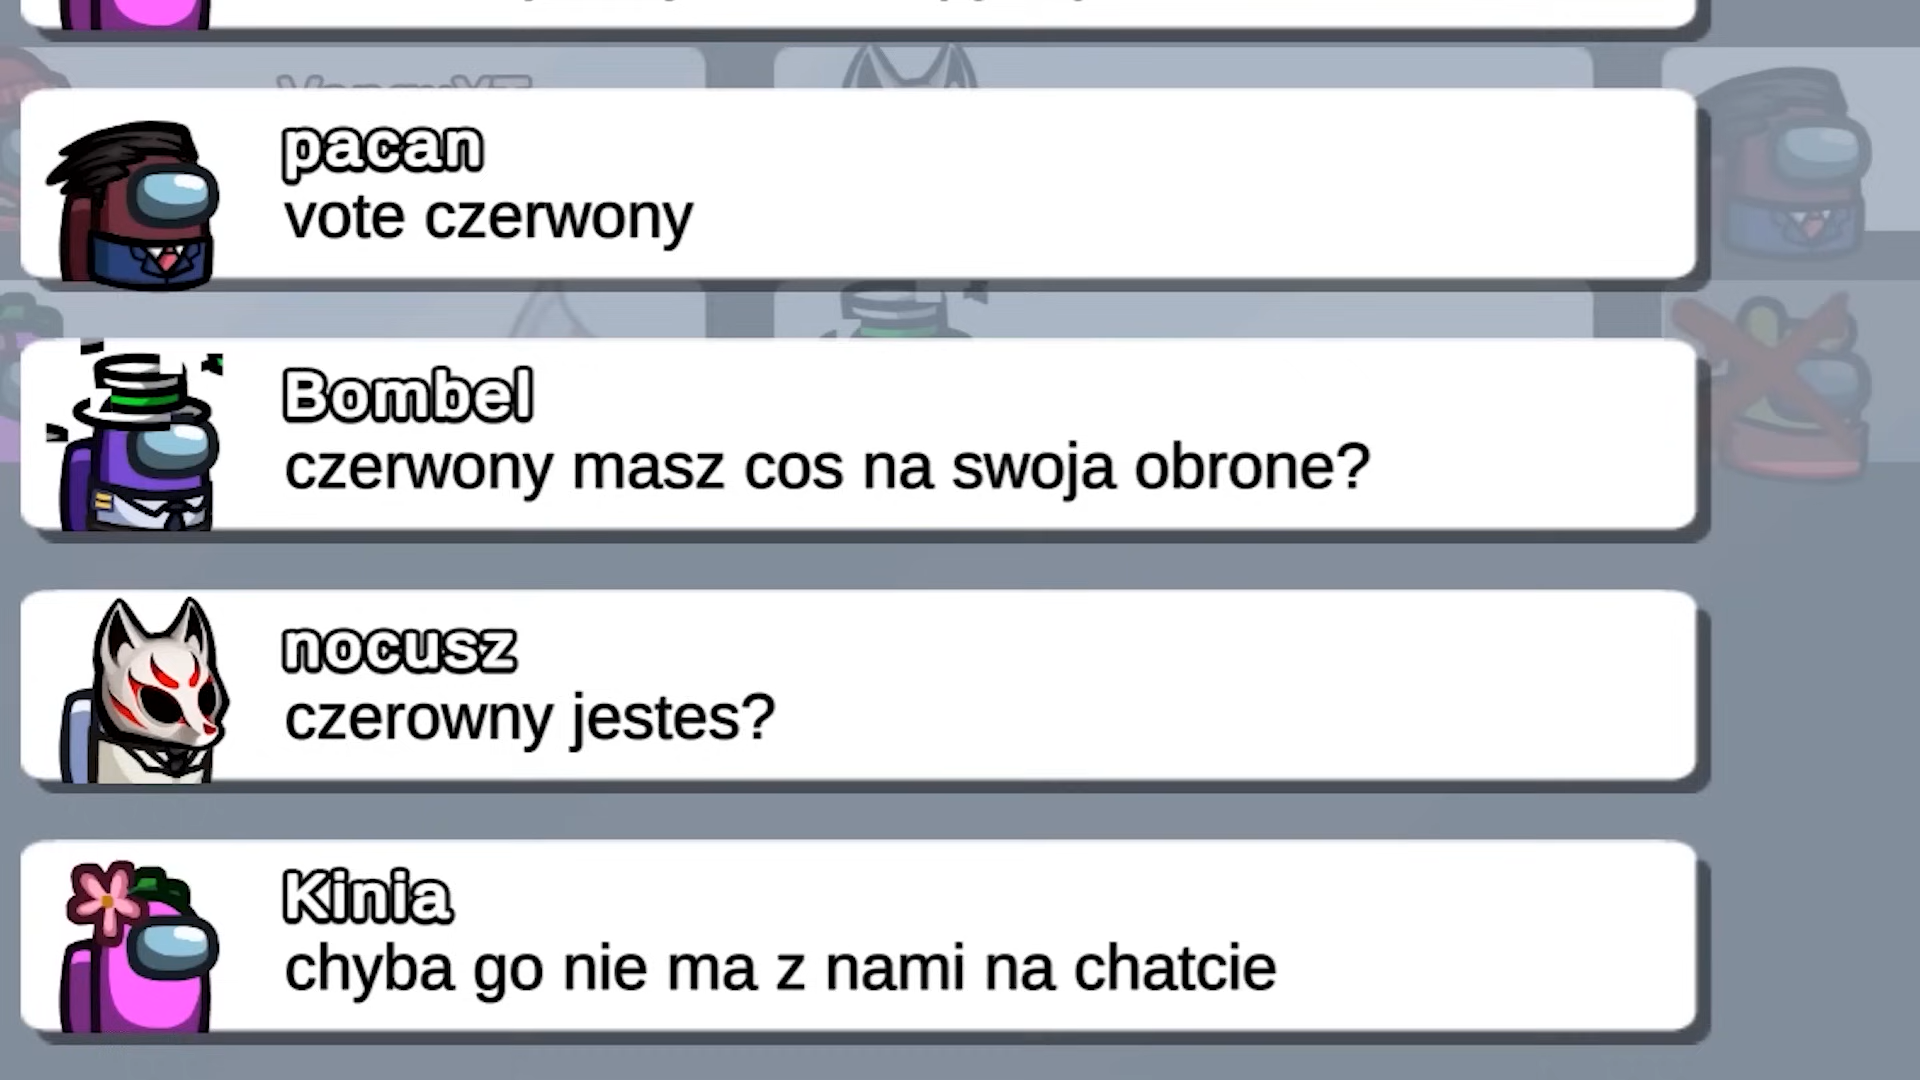 pacan
vote czerwony
Bombel
czerwony masz cos na swoja obrone?
nocusz
czerowny jestes?
Kinia
chyba go nie ma z nami na chatcie